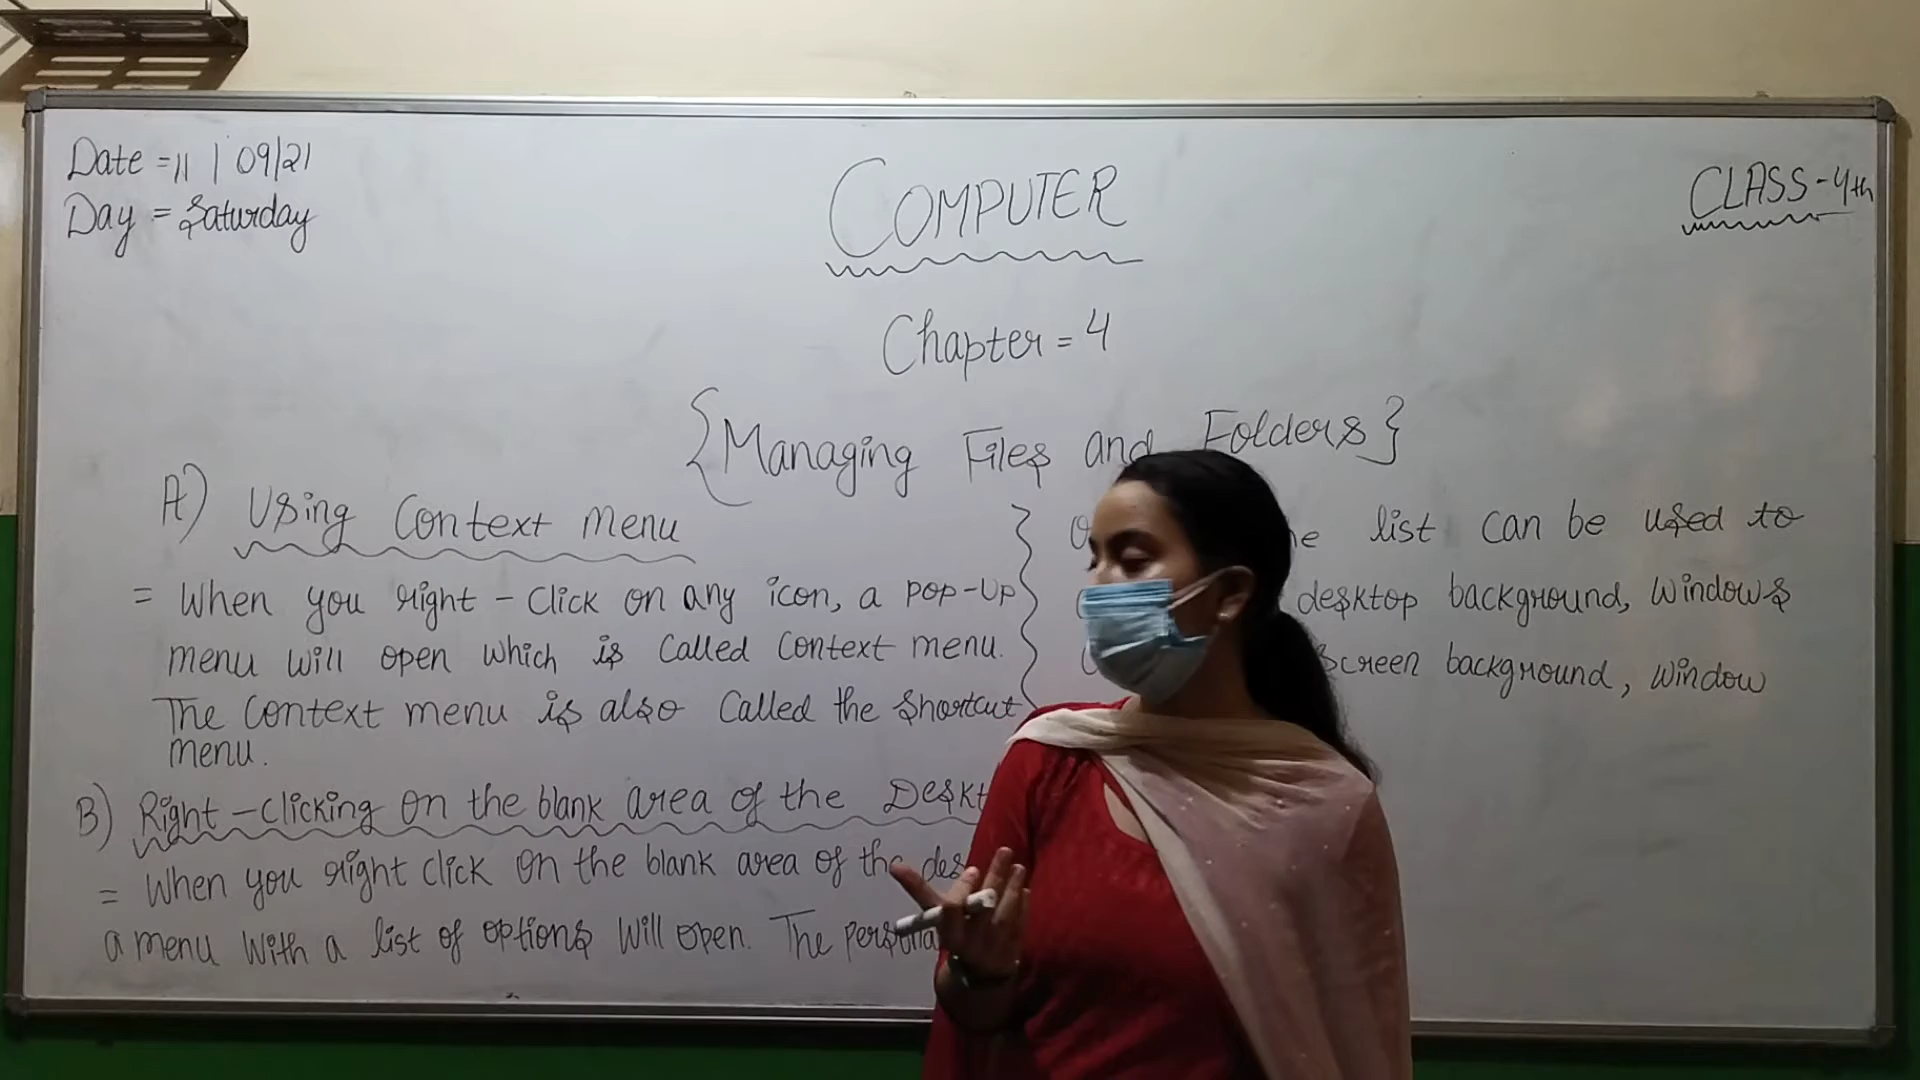 Date = 11 / 09/21
Day = Saturday
COMPUTER
CLASS-4th
Chapter = 4
{Managing Files and Folders}
A) Using Context menu
= When you right - click on any icon, a pop-up
menu will open which is called context menu.
The context menu is also called the shortcut
menu.
B) Right-clicking on the blank area of the
= When you right click on the blank area of the
a menu with a list of options will open. The
list can be used to
desktop background, windows
screen background, window